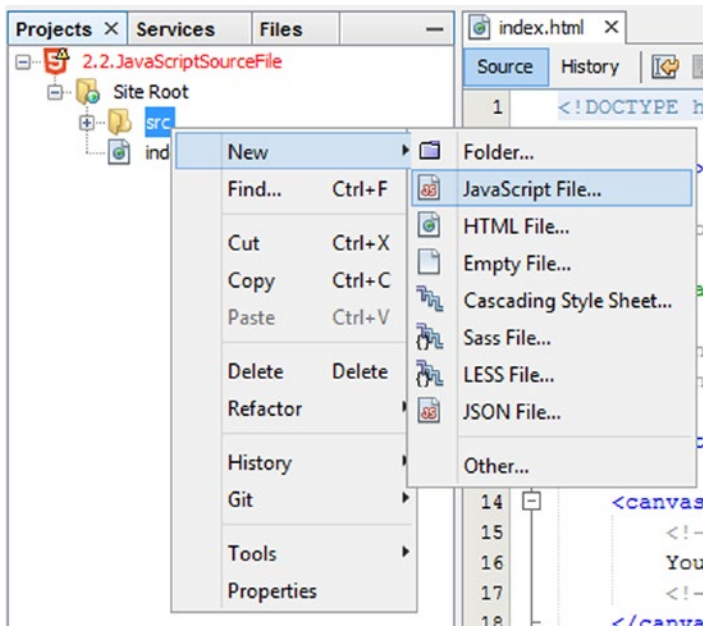 Projects × Services Files
2.2.JavaScriptSourceFile
Site Root
src
ind
New
Find... Ctrl+F
Cut Ctrl+X
Copy Ctrl+C
Paste Ctrl+V
Delete Delete
Refactor
History
Git
Tools
Properties
Folder...
JavaScript File...
HTML File...
Empty File...
Cascading Style Sheet...
Sass File...
LESS File...
JSON File...
Other...
index.html ×
Source History
1 <!DOCTYPE h
14 <canvas
15 <!-
16 You
17 <!-
18 </canva